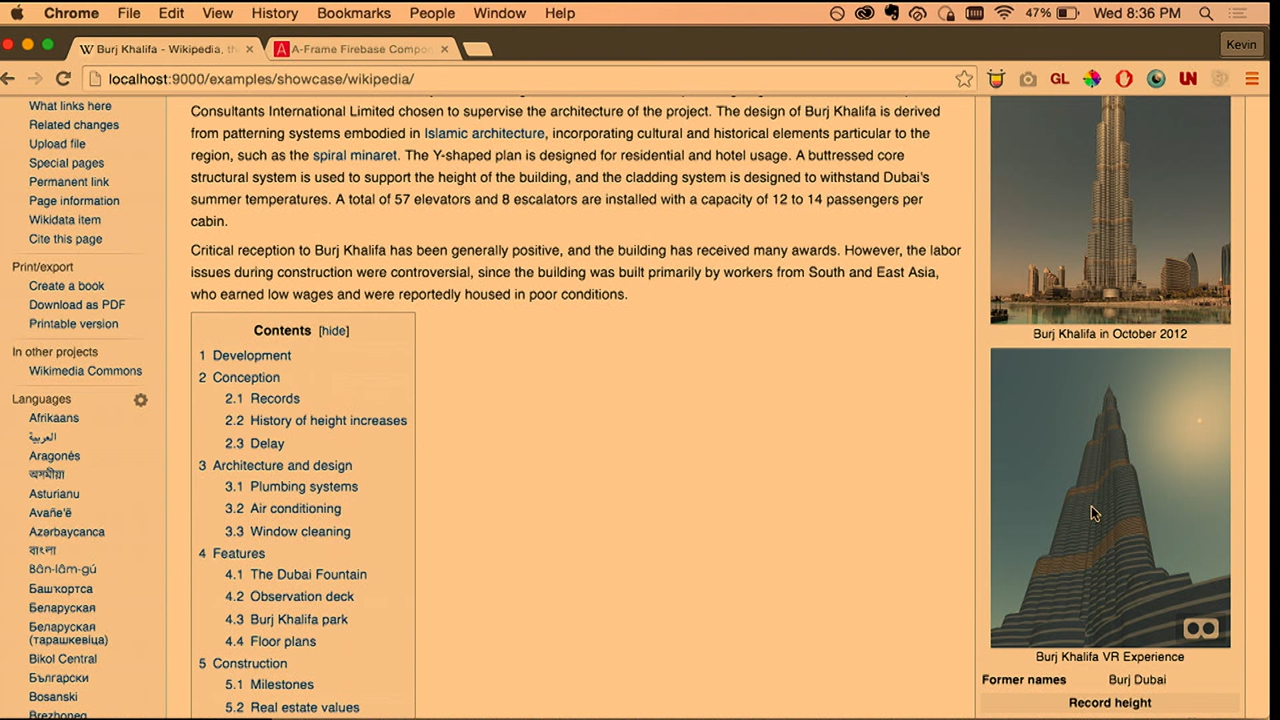 Chrome File Edit View History Bookmarks People Window Help 47% Wed 8:36 PM
Burj Khalifa - Wikipedia, the A-Frame Firebase Compon Kevin
localhost:9000/examples/showcase/wikipedia/ GL UN
What links here
Related changes
Upload file
Special pages
Permanent link
Page information
Wikidata item
Cite this page
Print/export
Create a book
Download as PDF
Printable version
In other projects
Wikimedia Commons
Languages
Afrikaans
العربية
Aragonés
অসমীয়া
Asturianu
Авапе̄'е̄
Azərbaycanca
বাংলা
Bân-lâm-gú
Башҡортса
Беларуская
Беларуская
(тарашкевіца)
Bikol Central
Български
Bosanski
Brezhoneg
Consultants International Limited chosen to supervise the architecture of the project. The design of Burj Khalifa is derived
from patterning systems embodied in Islamic architecture, incorporating cultural and historical elements particular to the
region, such as the spiral minaret. The Y-shaped plan is designed for residential and hotel usage. A buttressed core
structural system is used to support the height of the building, and the cladding system is designed to withstand Dubai's
summer temperatures. A total of 57 elevators and 8 escalators are installed with a capacity of 12 to 14 passengers per
cabin.
Critical reception to Burj Khalifa has been generally positive, and the building has received many awards. However, the labor
issues during construction were controversial, since the building was built primarily by workers from South and East Asia,
who earned low wages and were reportedly housed in poor conditions.
Contents [hide]
1 Development
2 Conception
2.1 Records
2.2 History of height increases
2.3 Delay
3 Architecture and design
3.1 Plumbing systems
3.2 Air conditioning
3.3 Window cleaning
4 Features
4.1 The Dubai Fountain
4.2 Observation deck
4.3 Burj Khalifa park
4.4 Floor plans
5 Construction
5.1 Milestones
5.2 Real estate values
Burj Khalifa in October 2012
Burj Khalifa VR Experience
Former names Burj Dubai
Record height